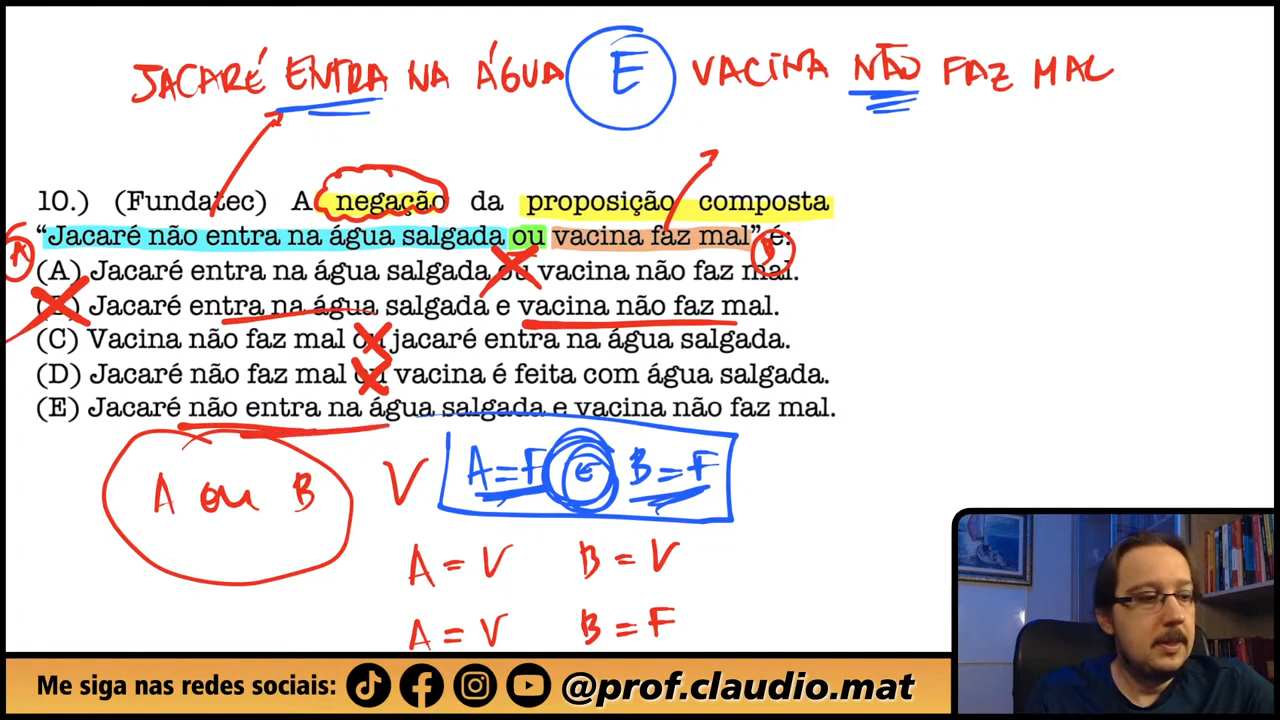 JACARÉ ENTRA NA ÁGUA E VACINA NÃO FAZ MAL
10.) (Fundatec) A negação da proposição composta
“Jacaré não entra na água salgada ou vacina faz mal” é:
A
B
(A) Jacaré entra na água salgada ou vacina não faz mal.
(B) Jacaré entra na água salgada e vacina não faz mal.
(C) Vacina não faz mal ou jacaré entra na água salgada.
(D) Jacaré não faz mal ou vacina é feita com água salgada.
(E) Jacaré não entra na água salgada e vacina não faz mal.
A ou B V A=F e B=F
A = V B = V
A = V B = F
Me siga nas redes sociais: @prof.claudio.mat